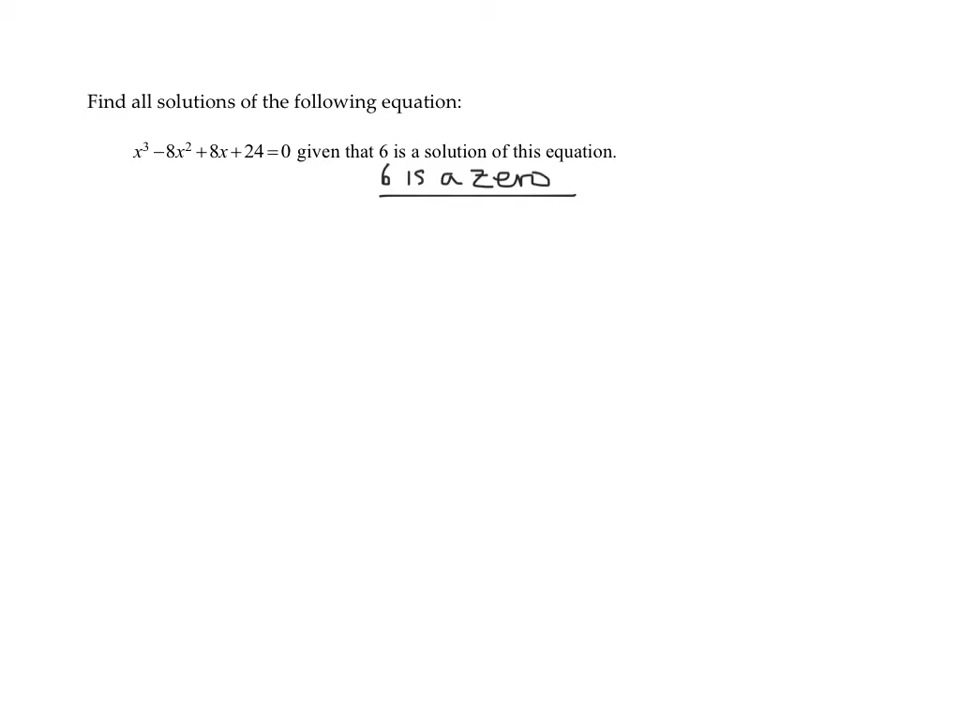 Find all solutions of the following equation:
x³ − 8x² + 8x + 24 = 0 given that 6 is a solution of this equation.
6 is a zero